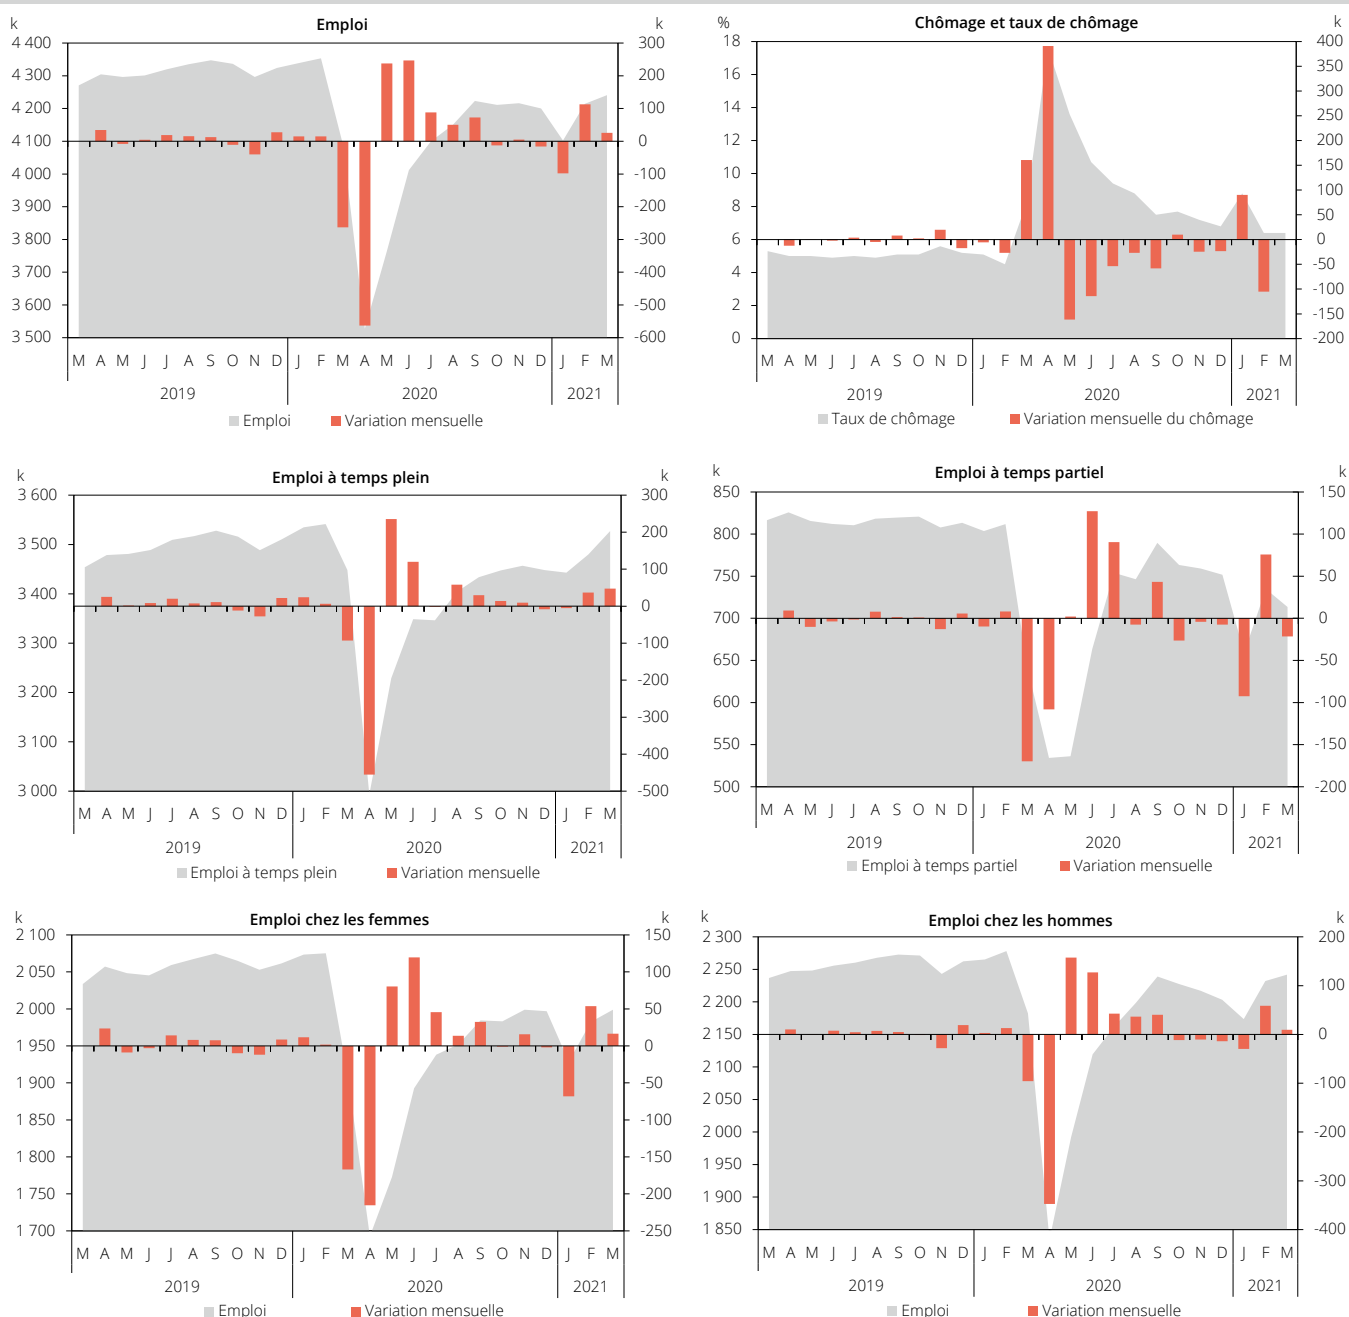 Emploi
k k
4 400 300
4 300 200
4 200 100
4 100 0
4 000 -100
3 900 -200
3 800 -300
3 700 -400
3 600 -500
3 500 -600
M A M J J A S O N D J F M A M J J A S O N D J F M
2019 2020 2021
Emploi Variation mensuelle
Chômage et taux de chômage
% k
18 400
16 350
14 300
12 250
10 200
8 150
6 100
4 50
2 0
0 -50
-100
-150
-200
M A M J J A S O N D J F M A M J J A S O N D J F M
2019 2020 2021
Taux de chômage Variation mensuelle du chômage
Emploi à temps plein
k k
3 600 300
3 500 200
3 400 100
3 300 0
3 200 -100
3 100 -200
3 000 -300
-400
-500
M A M J J A S O N D J F M A M J J A S O N D J F M
2019 2020 2021
Emploi à temps plein Variation mensuelle
Emploi à temps partiel
k k
850 150
800 100
750 50
700 0
650 -50
600 -100
550 -150
500 -200
M A M J J A S O N D J F M A M J J A S O N D J F M
2019 2020 2021
Emploi à temps partiel Variation mensuelle
Emploi chez les femmes
k k
2 100 150
2 050 100
2 000 50
1 950 0
1 900 -50
1 850 -100
1 800 -150
1 750 -200
1 700 -250
M A M J J A S O N D J F M A M J J A S O N D J F M
2019 2020 2021
Emploi Variation mensuelle
Emploi chez les hommes
k k
2 300 200
2 250 100
2 200 0
2 150 -100
2 100 -200
2 050 -300
2 000 -400
1 950
1 900
1 850
M A M J J A S O N D J F M A M J J A S O N D J F M
2019 2020 2021
Emploi Variation mensuelle